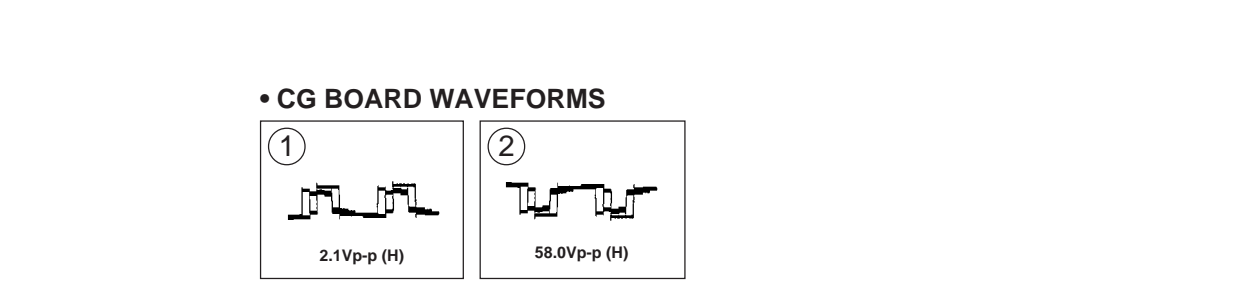 • CG BOARD WAVEFORMS
1
2
2.1Vp-p (H)
58.0Vp-p (H)